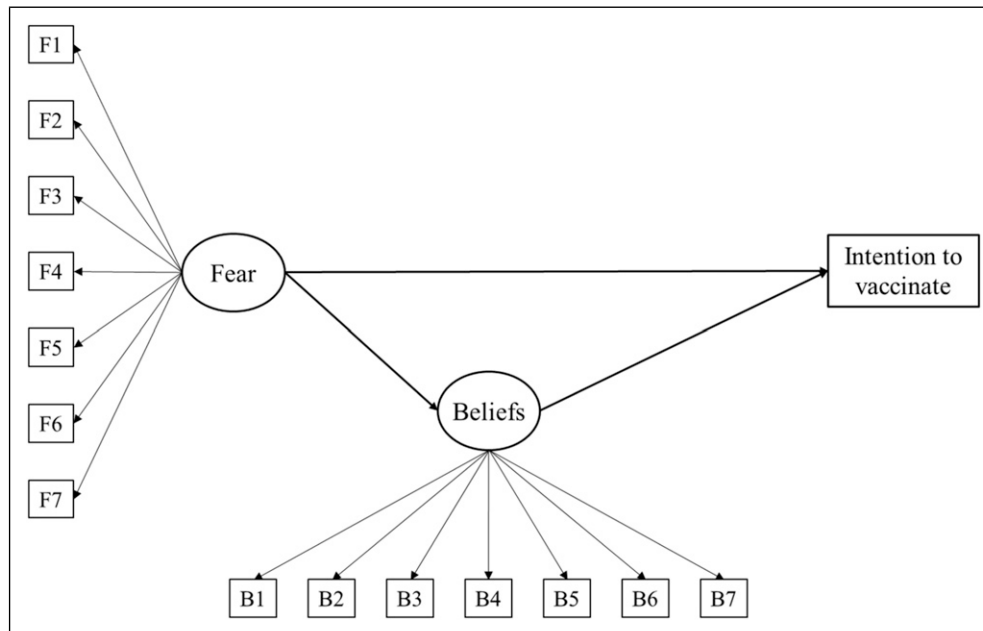 F1
F2
F3
F4
F5
F6
F7
Fear
Intention to
vaccinate
Beliefs
B1
B2
B3
B4
B5
B6
B7